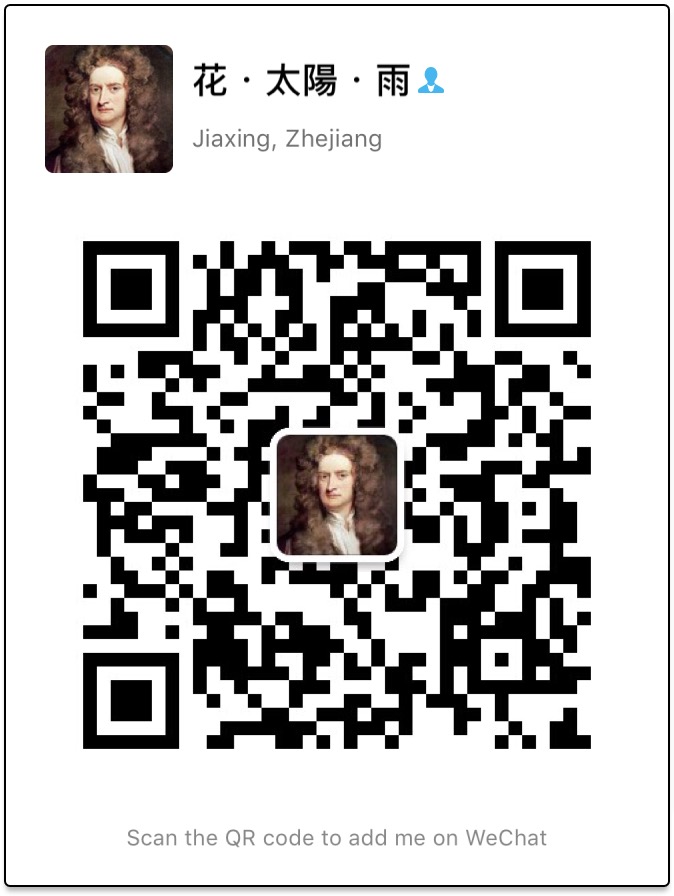 花 · 太陽 · 雨
Jiaxing, Zhejiang
Scan the QR code to add me on WeChat